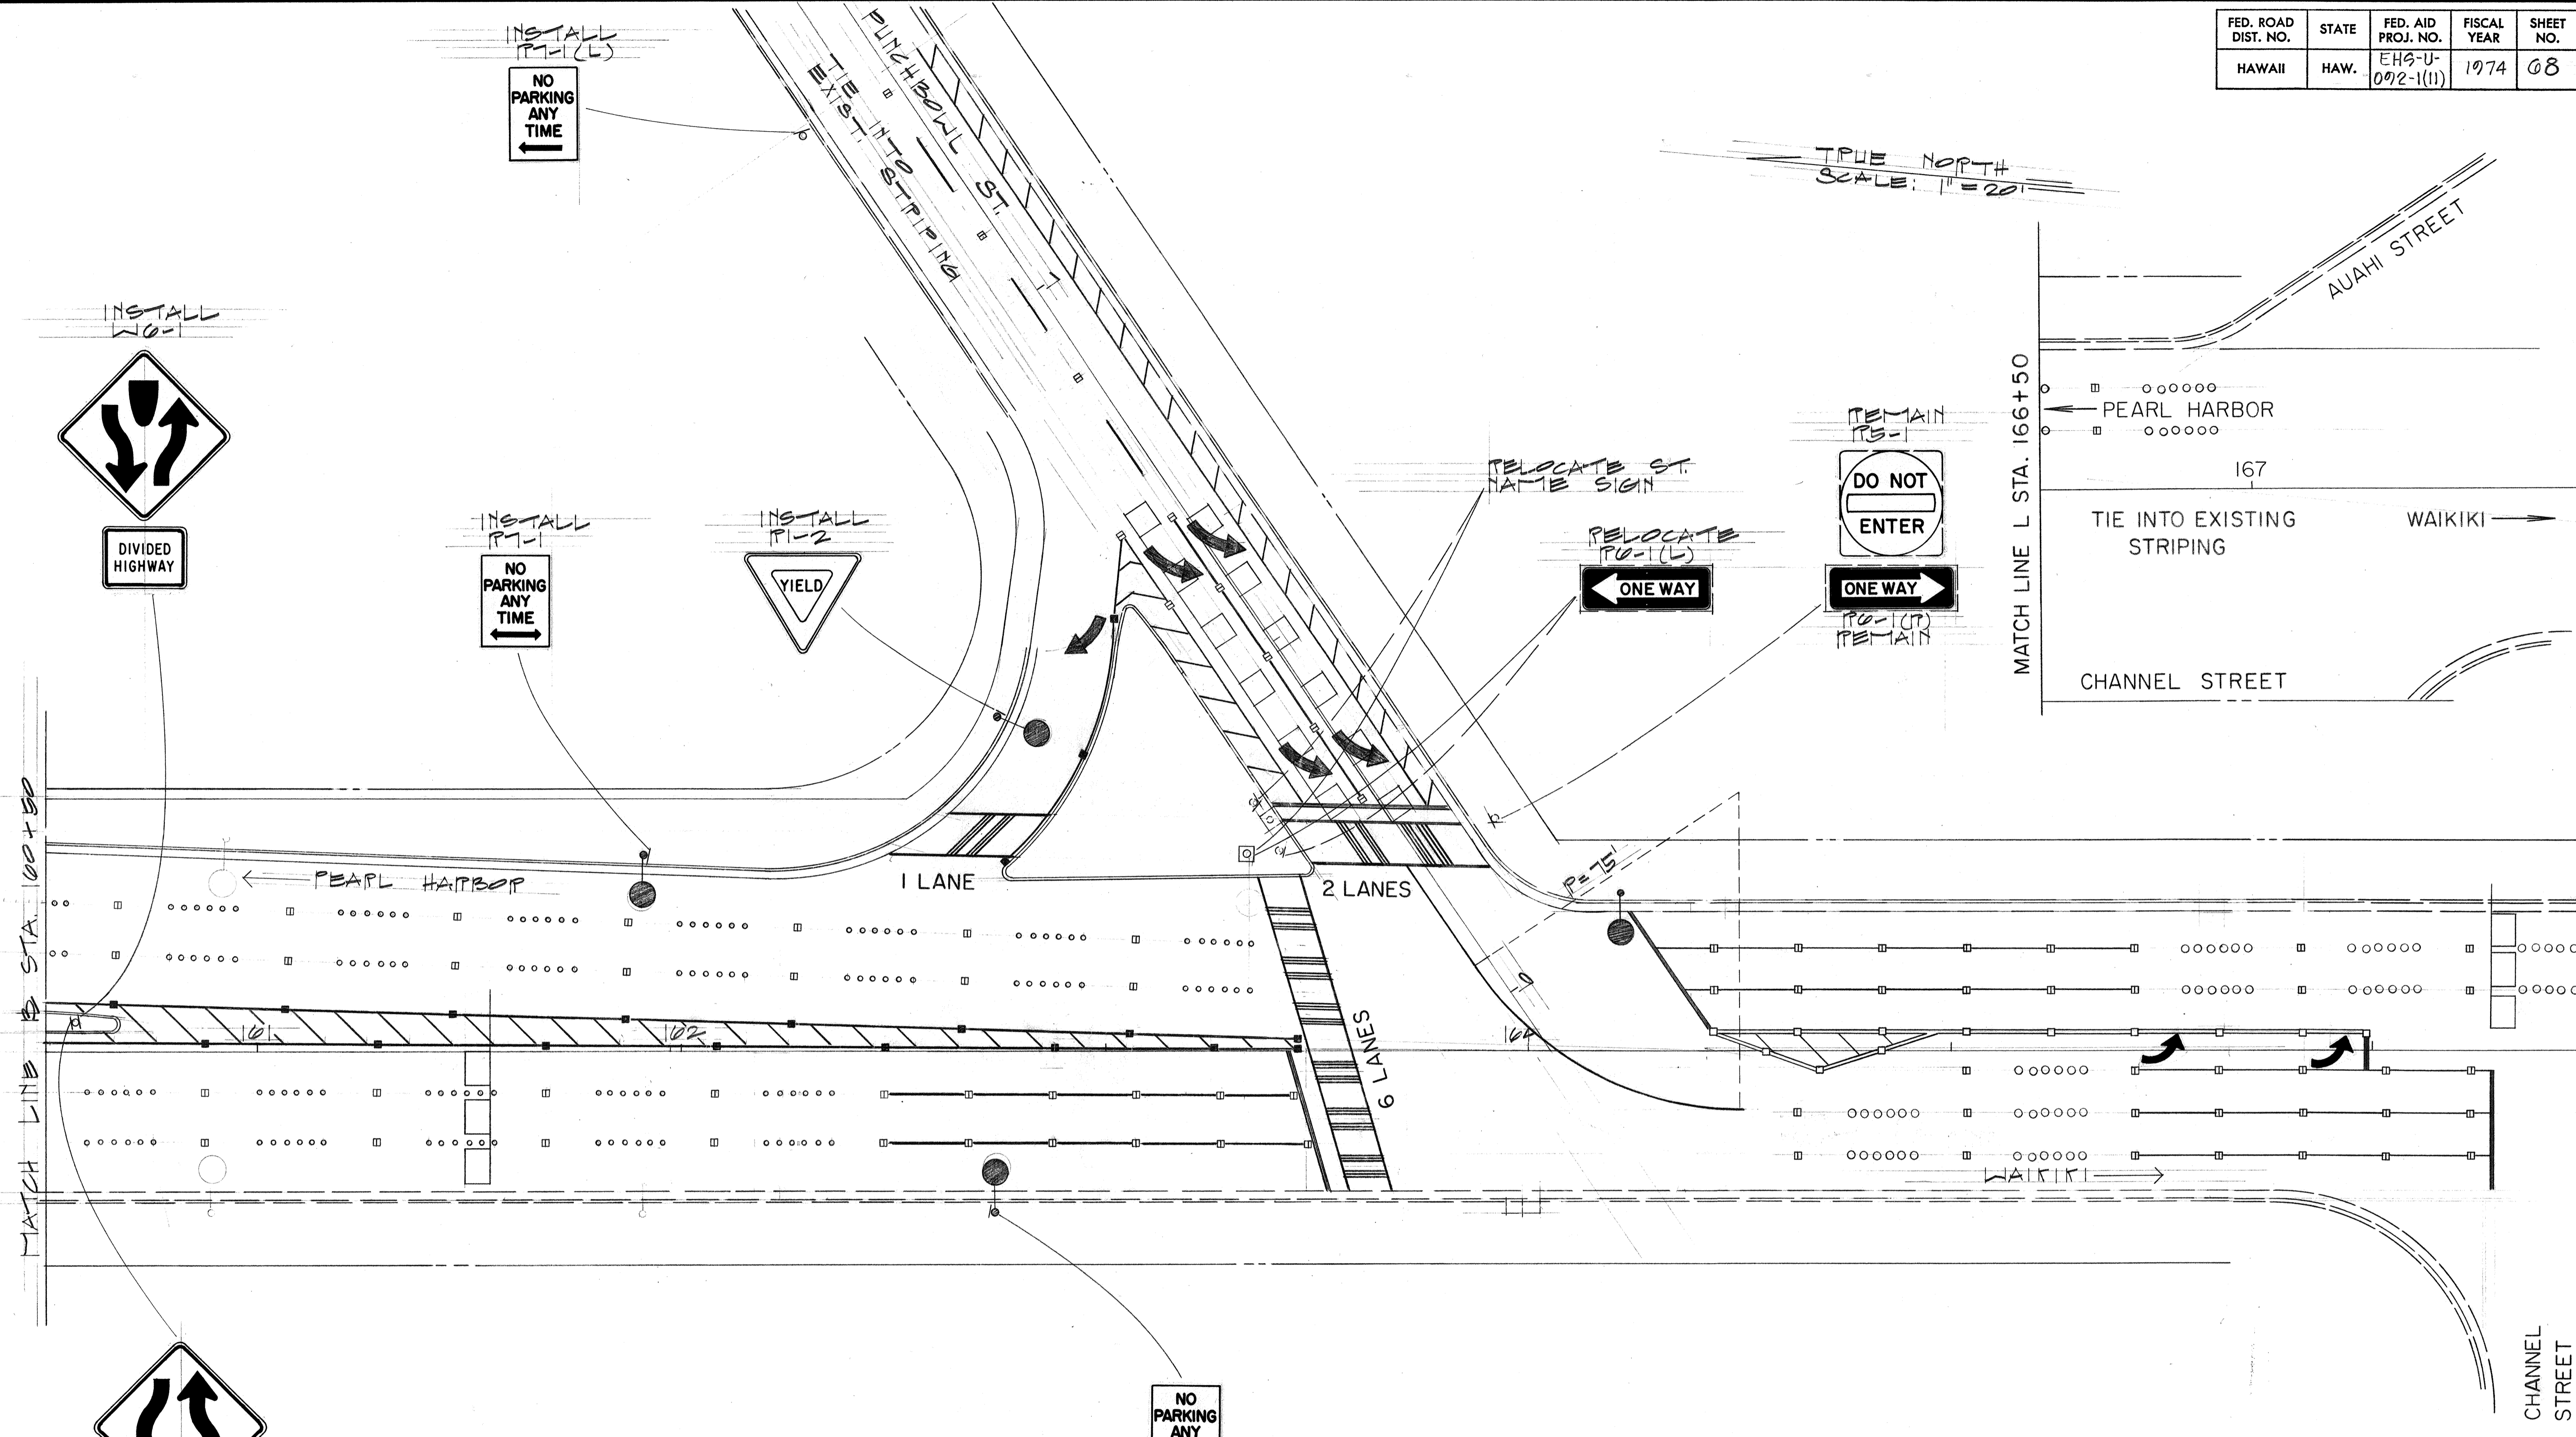 FED. ROAD DIST. NO.
STATE
FED. AID PROJ. NO.
FISCAL YEAR
SHEET NO.
HAWAII
HAW.
EHS-U-092-1(11)
1974
68
INSTALL
R7-1(L)
NO
PARKING
ANY
TIME
PUNCHBOWL ST.
TIE INTO
EXIST. STRIPING
TRUE NORTH
SCALE: 1" = 20'
AUAHI STREET
INSTALL
W6-1
DIVIDED
HIGHWAY
INSTALL
R7-1
NO
PARKING
ANY
TIME
INSTALL
R1-2
YIELD
RELOCATE ST.
NAME SIGN
RELOCATE
R6-1(L)
ONE WAY
REMAIN
R5-1
DO NOT
ENTER
ONE WAY
R6-1(R)
REMAIN
MATCH LINE L STA. 166+50
PEARL HARBOR
167
TIE INTO EXISTING
STRIPING
WAIKIKI
CHANNEL STREET
MATCH LINE B STA. 160+50
PEARL HARBOR
1 LANE
2 LANES
R=75'
6 LANES
161
162
164
WAIKIKI
NO
PARKING
ANY
CHANNEL
STREET